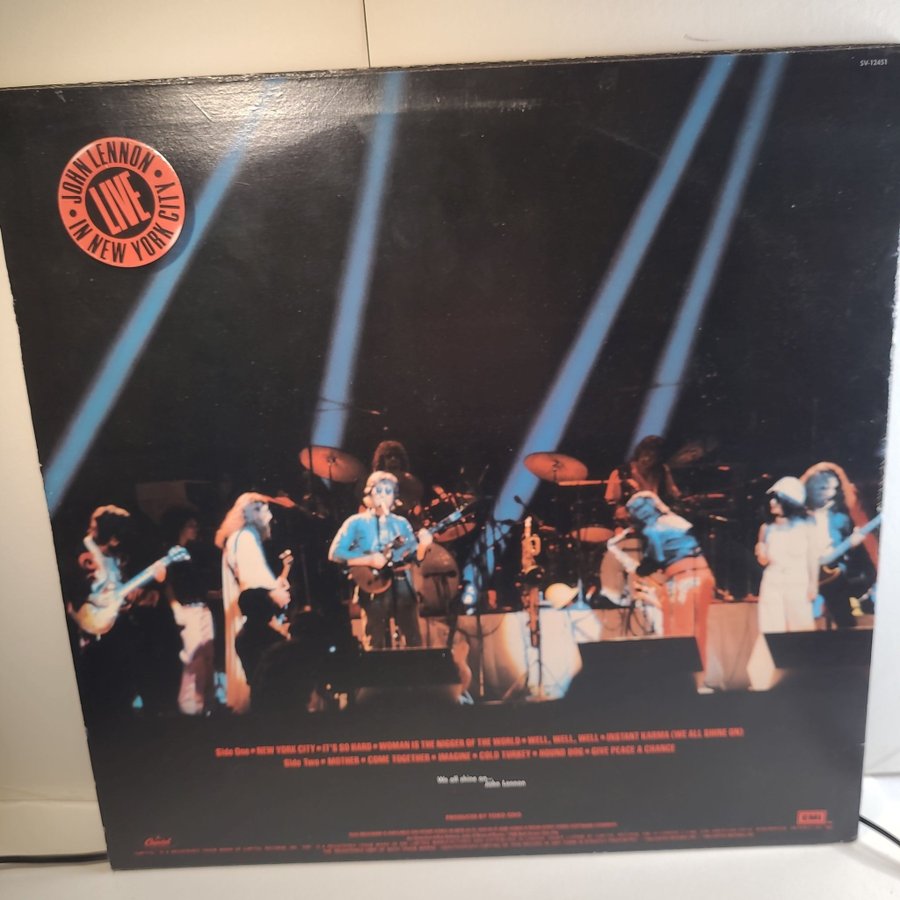 SV-12451
JOHN LENNON • IN NEW YORK CITY •
LIVE
Side One • NEW YORK CITY • IT'S SO HARD • WOMAN IS THE NIGGER OF THE WORLD • WELL, WELL, WELL • INSTANT KARMA (WE ALL SHINE ON)
Side Two • MOTHER • COME TOGETHER • IMAGINE • COLD TURKEY • HOUND DOG • GIVE PEACE A CHANCE
We all shine on...
John Lennon
PRODUCED BY YOKO ONO
Capitol
EMI